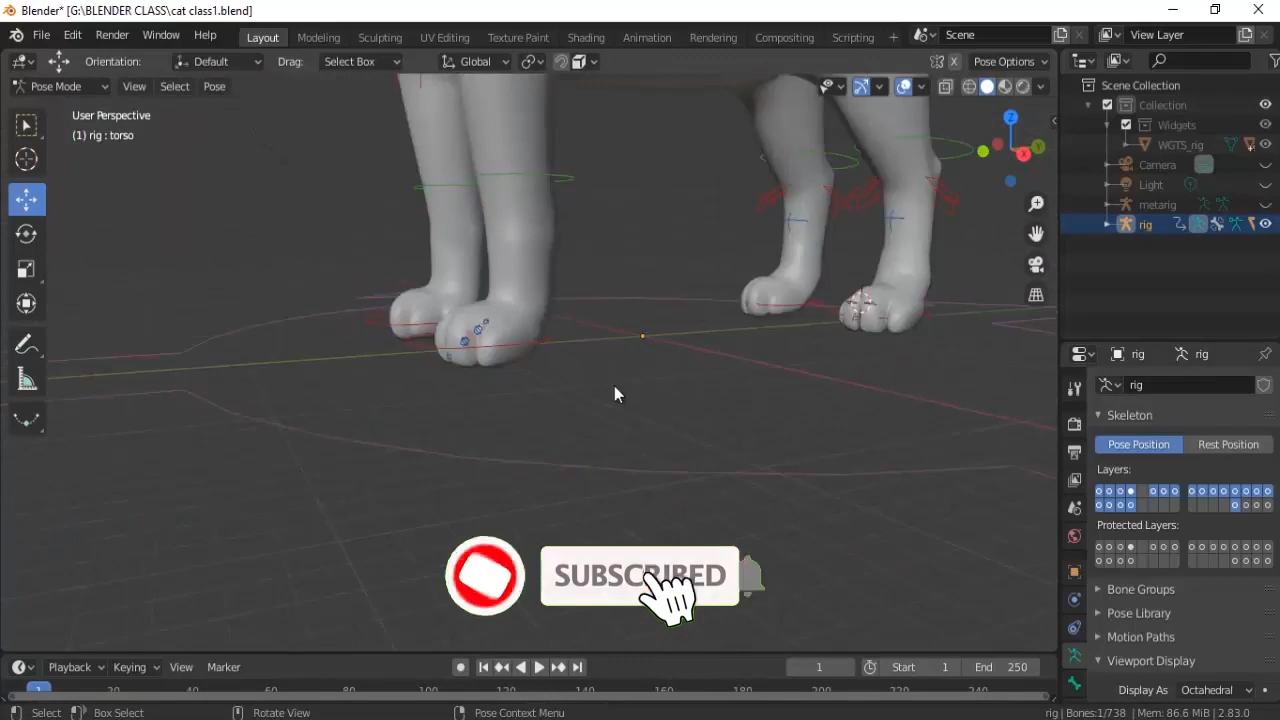 Blender* [G:\BLENDER CLASS\cat class1.blend]
File Edit Render Window Help
Layout Modeling Sculpting UV Editing Texture Paint Shading Animation Rendering Compositing Scripting +
Scene
View Layer
Orientation: Default Drag: Select Box Global X Pose Options
Pose Mode View Select Pose
User Perspective
(1) rig : torso
Z
X
Y
Scene Collection
Collection
Widgets
WGTS_rig
Camera
Light
metarig
rig
rig rig
rig
Skeleton
Pose Position Rest Position
Layers:
Protected Layers:
Bone Groups
Pose Library
Motion Paths
Viewport Display
Display As Octahedral
SUBSCRIBED
Playback Keying View Marker
1 Start 1 End 250
1 20 40 60 80 100 120 140 160 180 200 220 240
Select Box Select Rotate View Pose Context Menu
rig | Bones:1/738 | Mem: 86.6 MiB | 2.83.0